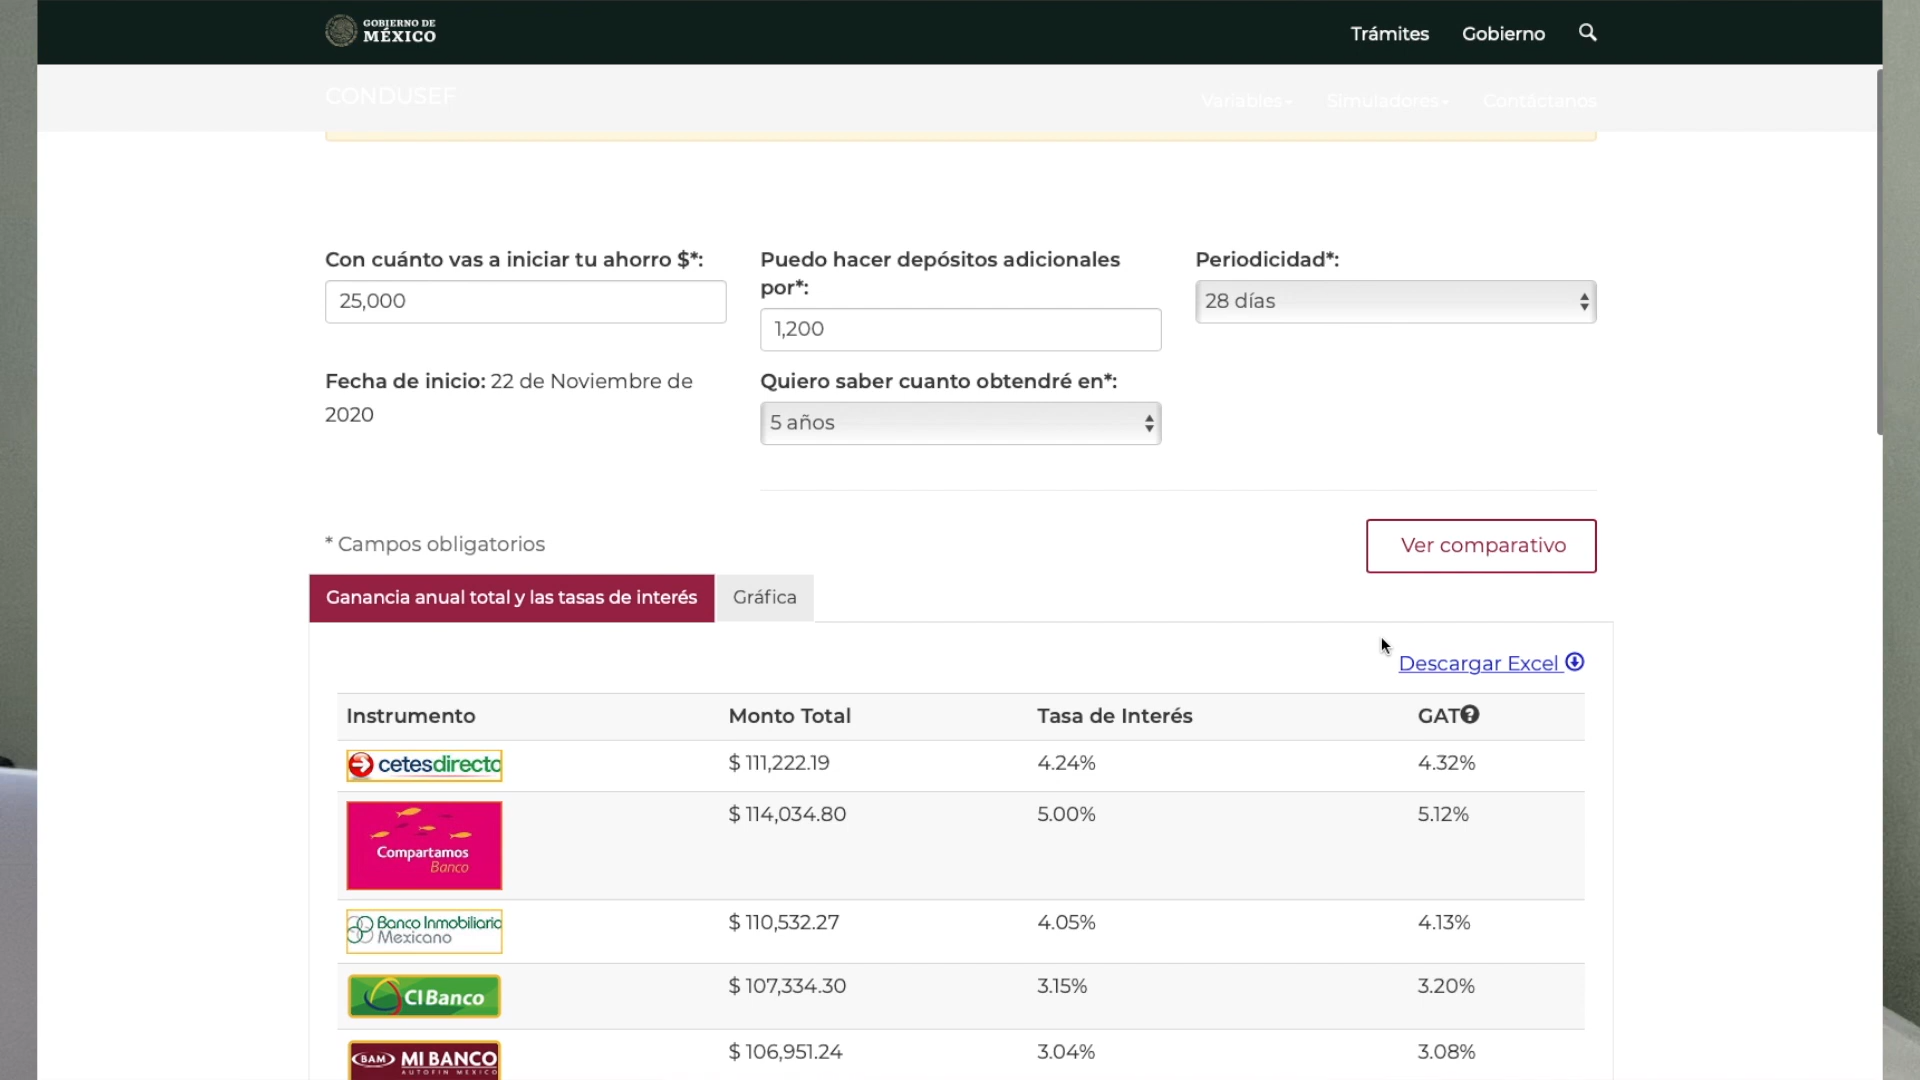 GOBIERNO DE
MÉXICO
Trámites
Gobierno
CONDUSEF
Variables
Simuladores
Contáctanos
Con cuánto vas a iniciar tu ahorro $*:
25,000
Puedo hacer depósitos adicionales
por*:
1,200
Periodicidad*:
28 días
Fecha de inicio: 22 de Noviembre de
2020
Quiero saber cuanto obtendré en*:
5 años
* Campos obligatorios
Ver comparativo
Ganancia anual total y las tasas de interés
Gráfica
Descargar Excel
Instrumento Monto Total Tasa de Interés GAT
cetesdirecto $ 111,222.19 4.24% 4.32%
Compartamos
Banco
$ 114,034.80 5.00% 5.12%
Banco Inmobiliario
Mexicano
$ 110,532.27 4.05% 4.13%
CIBanco $ 107,334.30 3.15% 3.20%
BAM MI BANCO
AUTOFIN MEXICO
$ 106,951.24 3.04% 3.08%